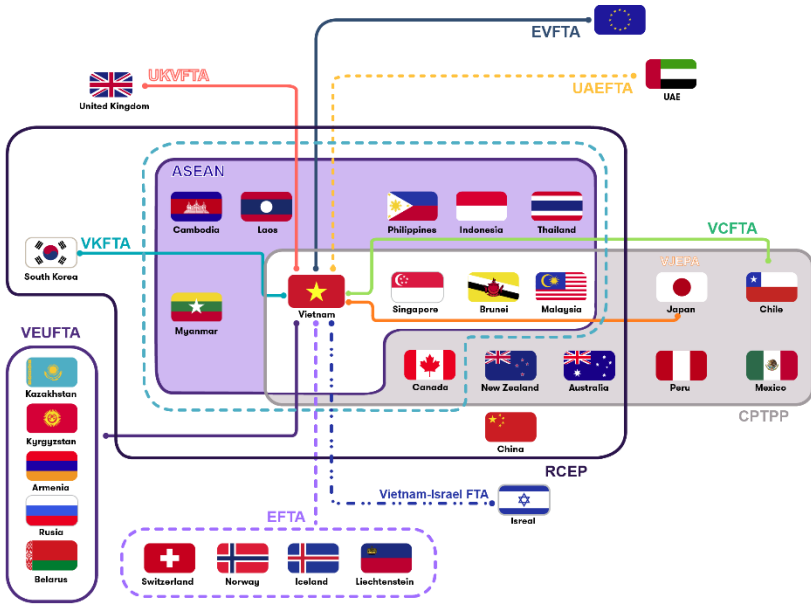 EVFTA
UKVFTA
United Kingdom
UAEFTA
UAE
ASEAN
Cambodia
Laos
Philippines
Indonesia
Thailand
VKFTA
VCFTA
South Korea
VJEPA
Vietnam
Singapore
Brunei
Malaysia
Japan
Chile
Myanmar
VEUFTA
Kazakhstan
Canada
New Zealand
Australia
Peru
Mexico
CPTPP
Kyrgyzstan
China
RCEP
Armenia
Vietnam-Israel FTA
EFTA
Isreal
Rusia
Belarus
Switzerland
Norway
Iceland
Liechtenstein